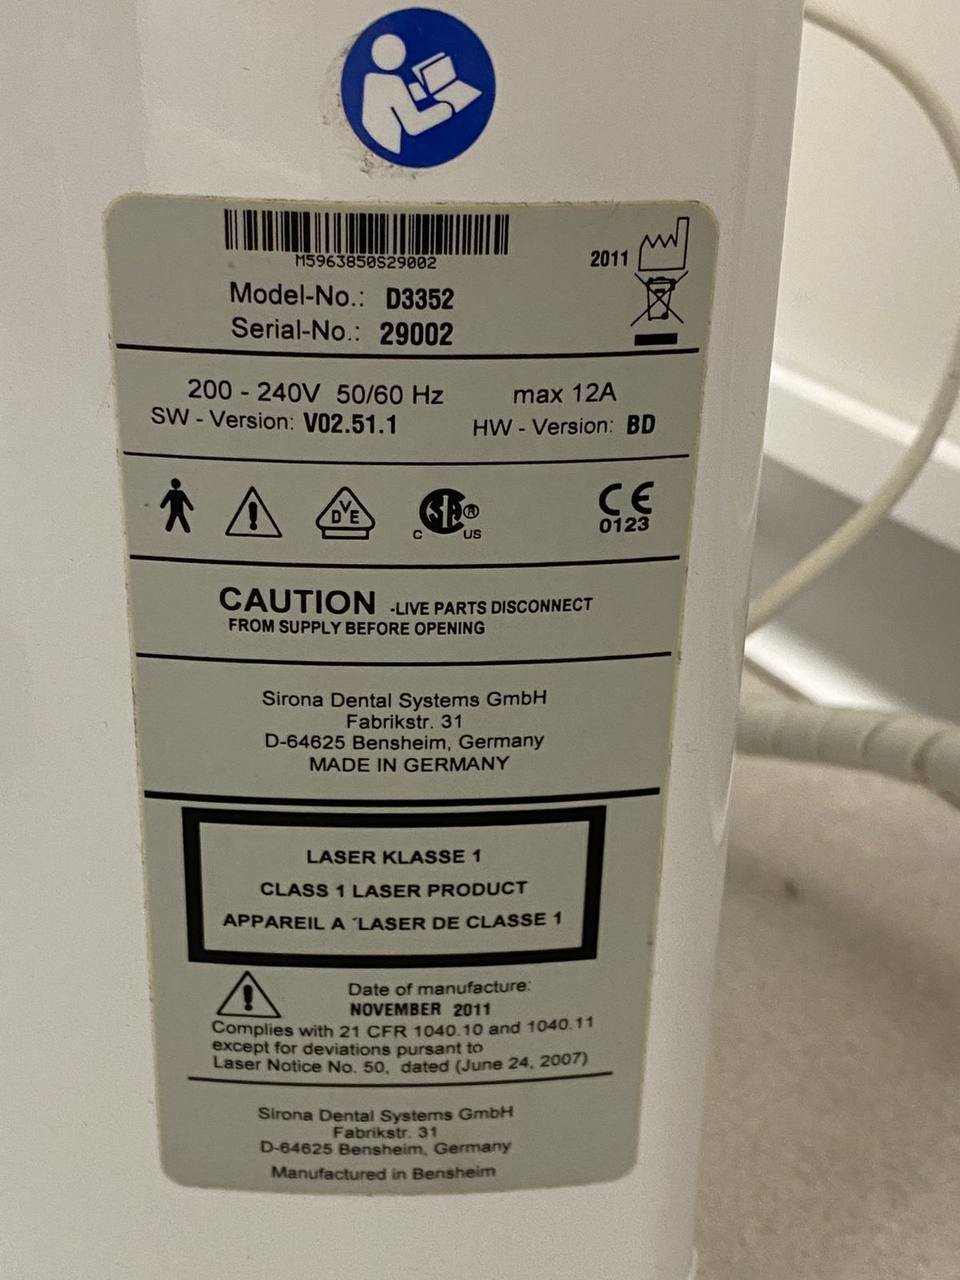 M5963850S29002
2011
Model-No.: D3352
Serial-No.: 29002
200 - 240V 50/60 Hz max 12A
SW - Version: V02.51.1 HW - Version: BD
DVE C SA ® US CE
0123
CAUTION -LIVE PARTS DISCONNECT
FROM SUPPLY BEFORE OPENING
Sirona Dental Systems GmbH
Fabrikstr. 31
D-64625 Bensheim, Germany
MADE IN GERMANY
LASER KLASSE 1
CLASS 1 LASER PRODUCT
APPAREIL A ´LASER DE CLASSE 1
Date of manufacture:
NOVEMBER 2011
Complies with 21 CFR 1040.10 and 1040.11
except for deviations pursant to
Laser Notice No. 50, dated (June 24, 2007)
Sirona Dental Systems GmbH
Fabrikstr. 31
D-64625 Bensheim, Germany
Manufactured in Bensheim